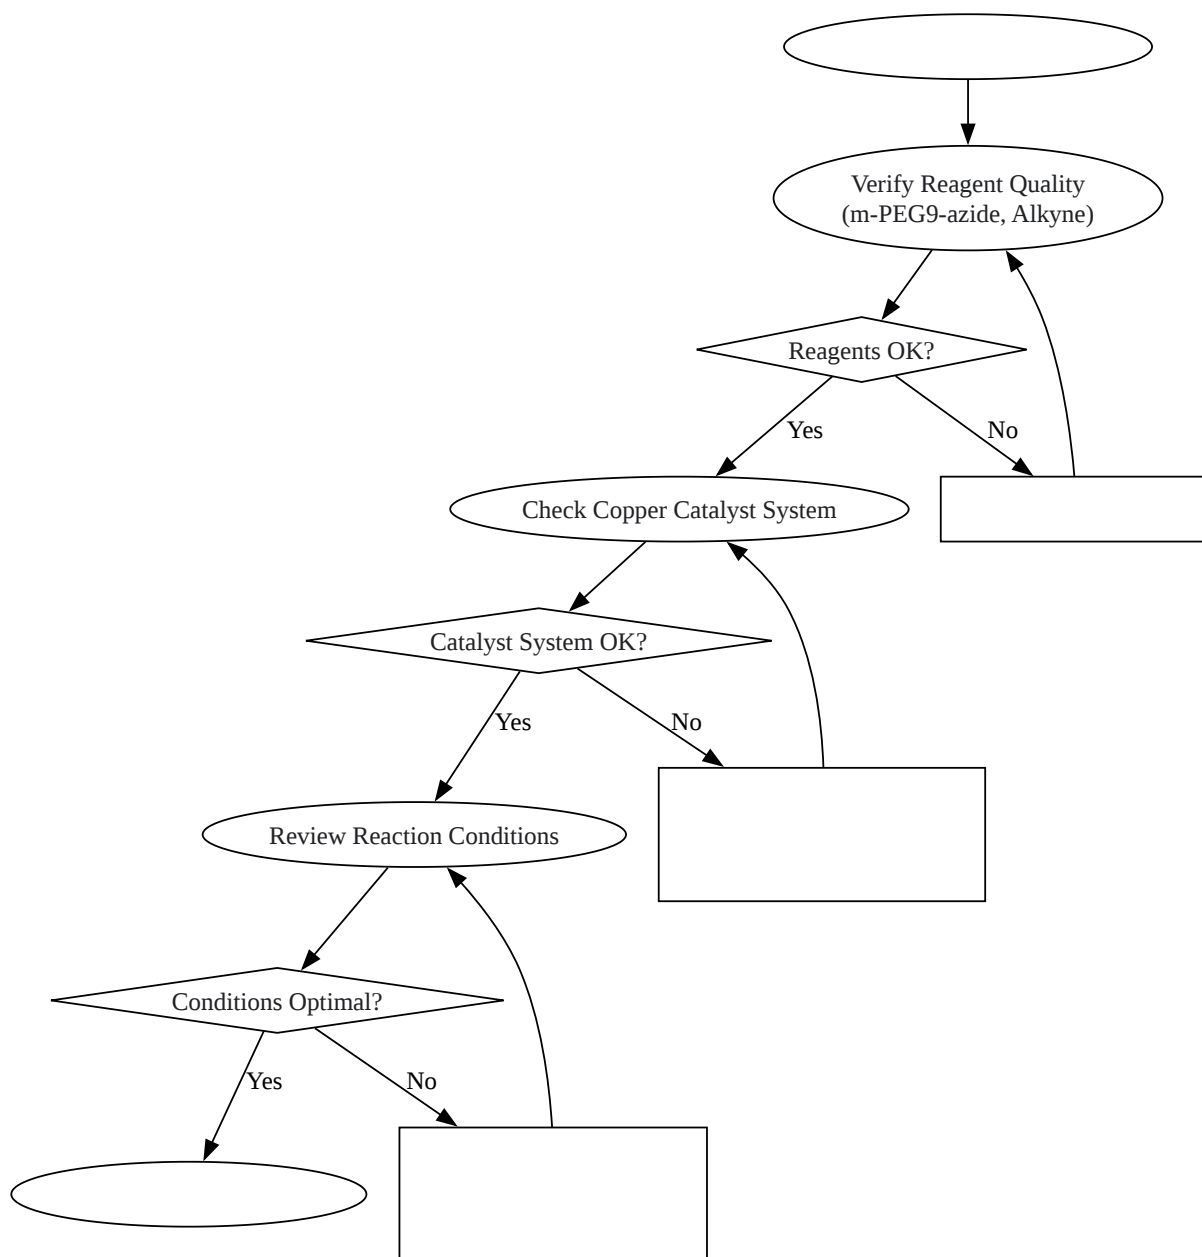 Verify Reagent Quality
(m-PEG9-azide, Alkyne)
Reagents OK?
Yes
No
Check Copper Catalyst System
Catalyst System OK?
Yes
No
Review Reaction Conditions
Conditions Optimal?
Yes
No